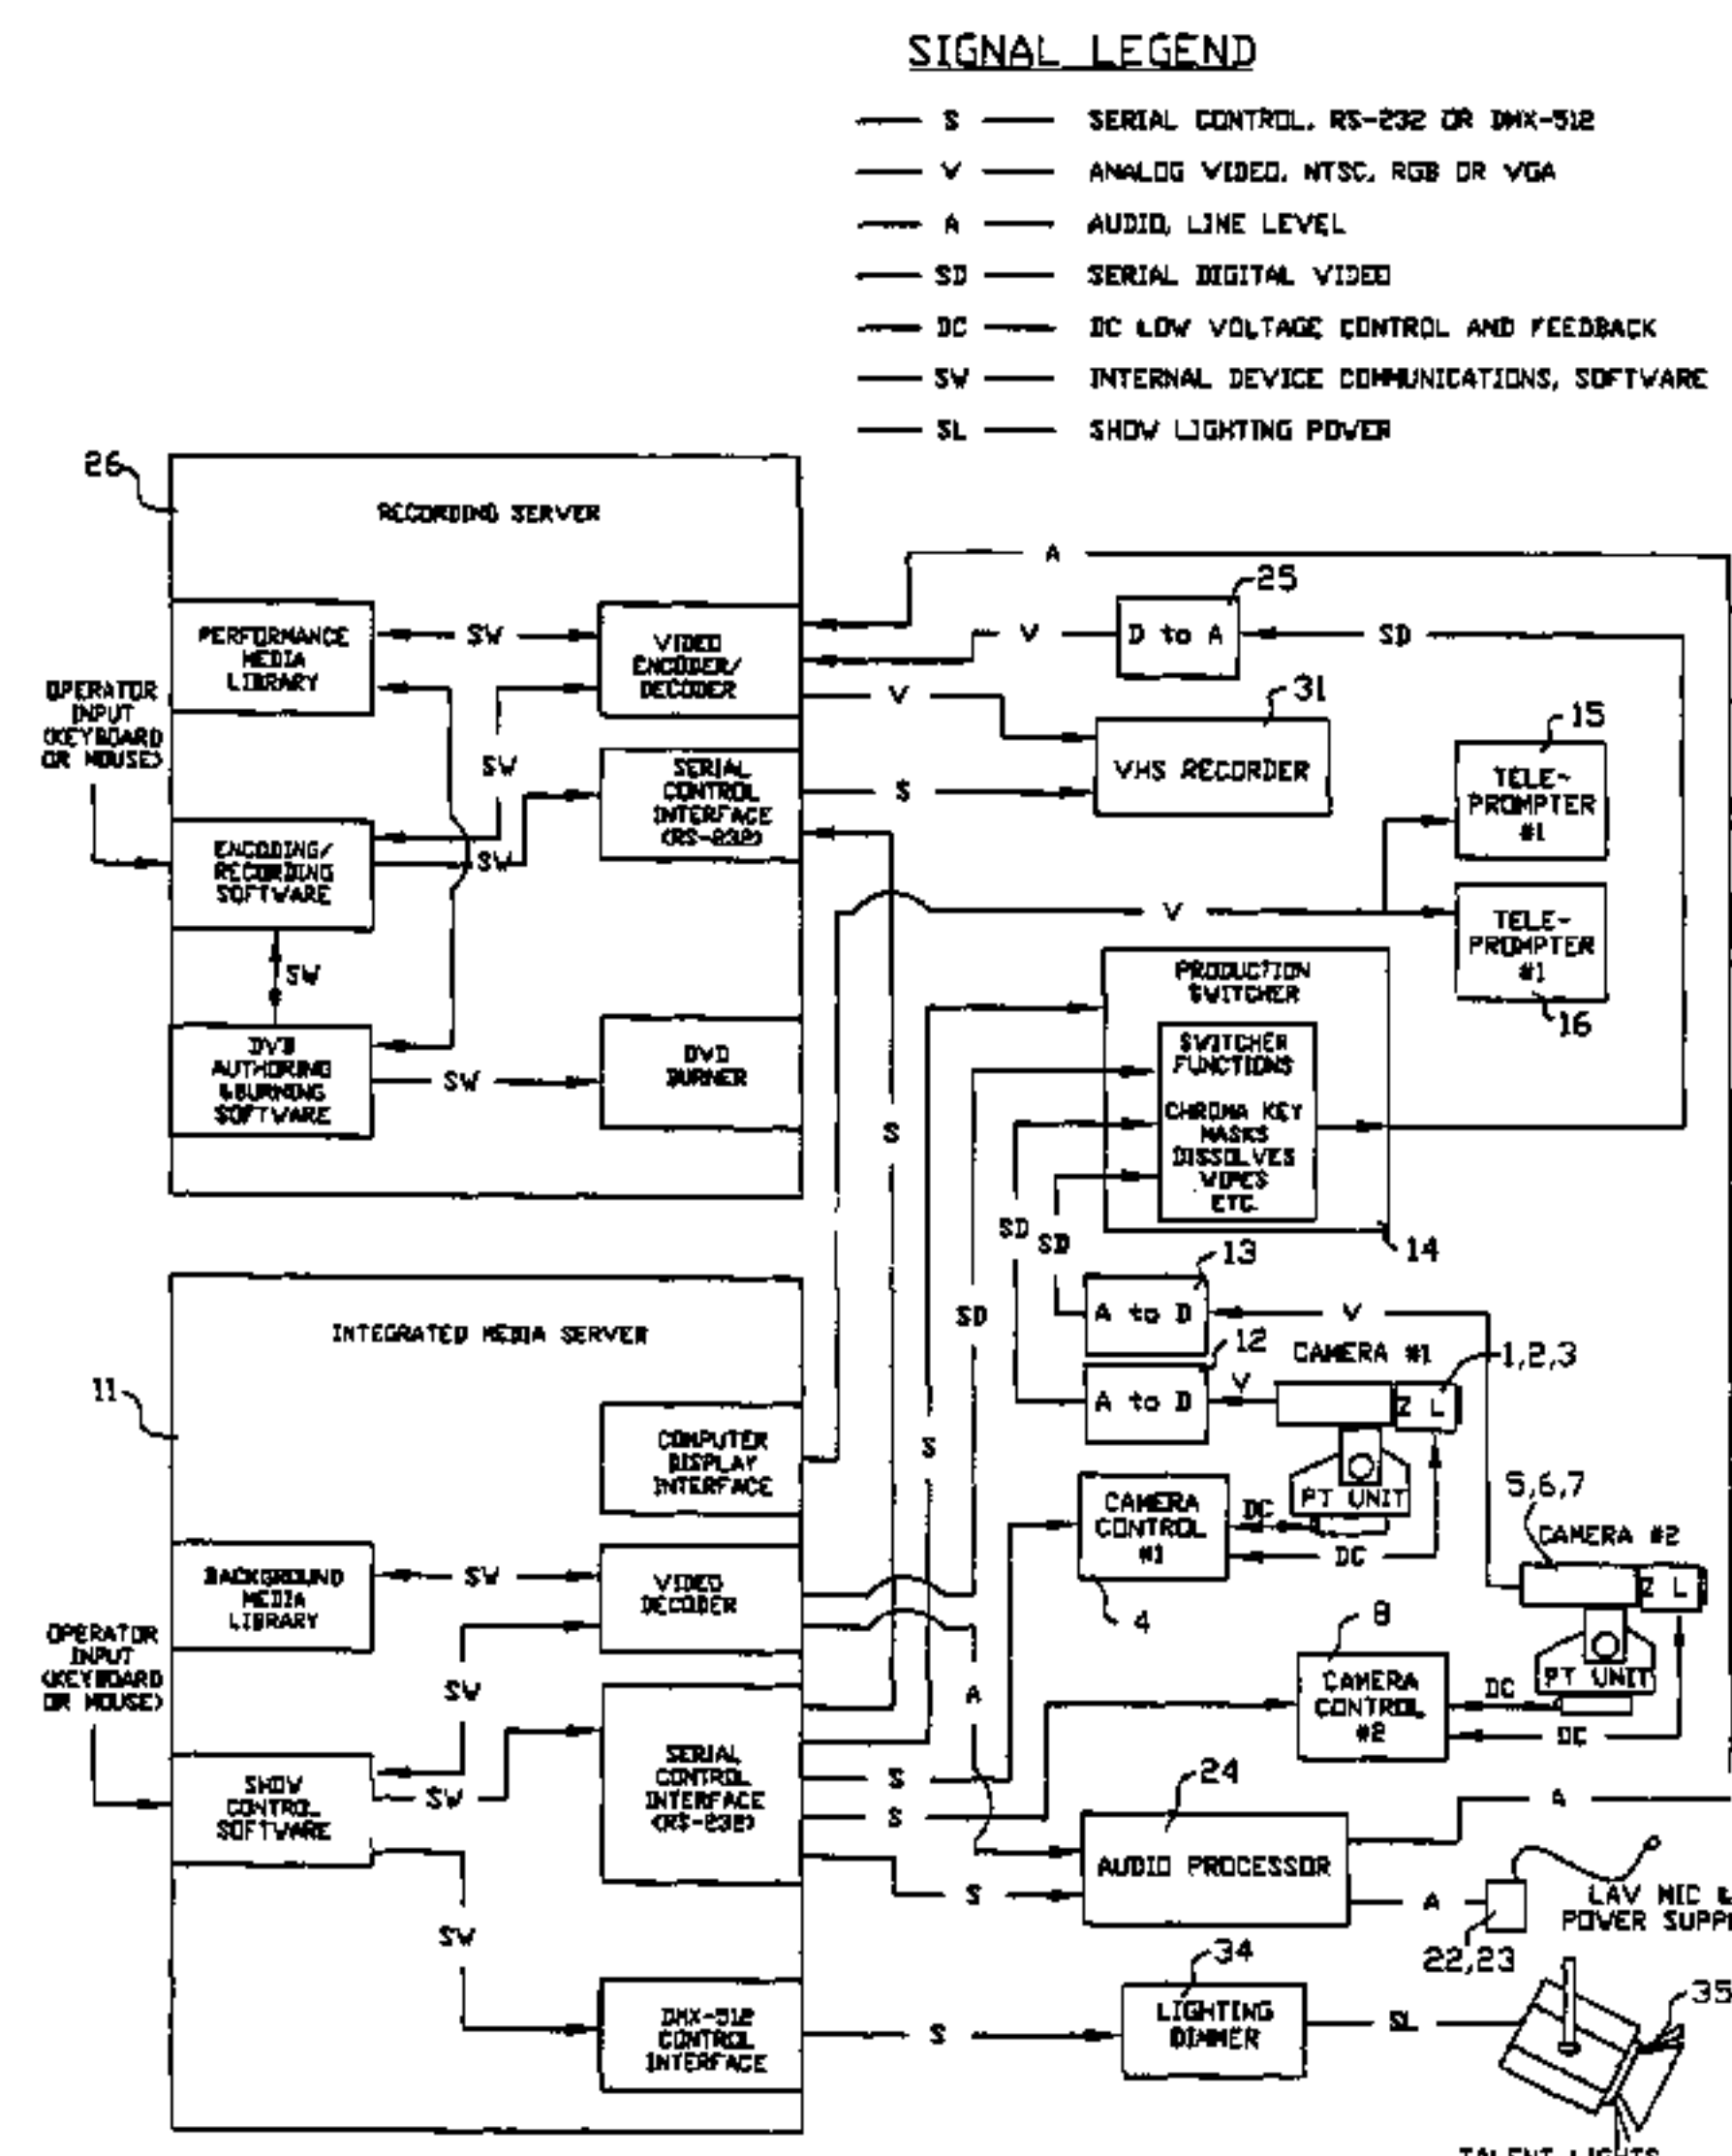 SIGNAL LEGEND
S SERIAL CONTROL, RS-232 OR DMX-512
V ANALOG VIDEO, NTSC, RGB OR VGA
A AUDIO, LINE LEVEL
SD SERIAL DIGITAL VIDEO
DC DC LOW VOLTAGE CONTROL AND FEEDBACK
SW INTERNAL DEVICE COMMUNICATIONS, SOFTWARE
SL SHOW LIGHTING POWER
26
RECORDING SERVER
PERFORMANCE
MEDIA
LIBRARY
SW
VIDEO
ENCODER/
DECODER
OPERATOR
INPUT
(KEYBOARD
OR MOUSE)
SW
SERIAL
CONTROL
INTERFACE
(RS-232)
ENCODING/
RECORDING
SOFTWARE
SW
SW
DVD
AUTHORING
&BURNING
SOFTWARE
SW
DVD
BURNER
A
25
D to A
V
SD
V
31
VHS RECORDER
S
15
TELE-
PROMPTER
#1
V
TELE-
PROMPTER
#1
16
PRODUCTION
SWITCHER
SWITCHER
FUNCTIONS
CHROMA KEY
MASKS
DISSOLVES
WIPES
ETC.
14
S
SD
SD
SD
S
13
A to D
V
12
A to D
V
CAMERA #1
1,2,3
Z L
PT UNIT
CAMERA
CONTROL
#1
DC
DC
4
5,6,7
CAMERA #2
Z L
PT UNIT
8
CAMERA
CONTROL
#2
DC
DC
11
INTEGRATED MEDIA SERVER
COMPUTER
DISPLAY
INTERFACE
BACKGROUND
MEDIA
LIBRARY
SW
VIDEO
DECODER
OPERATOR
INPUT
(KEYBOARD
OR MOUSE)
SW
A
SERIAL
CONTROL
INTERFACE
(RS-232)
SHOW
CONTROL
SOFTWARE
SW
S
S
S
24
AUDIO PROCESSOR
A
A
LAV MIC &
POWER SUPP
22,23
SW
DMX-512
CONTROL
INTERFACE
S
34
LIGHTING
DIMMER
SL
35
TALENT LIGHTS